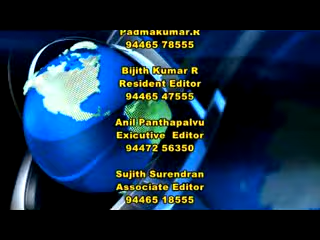 Padmakumar.R
94465 78555
Bijith Kumar R
Resident Editor
94465 47555
Anil Panthapalvu
Exicutive Editor
94472 56350
Sujith Surendran
Associate Editor
94465 18555